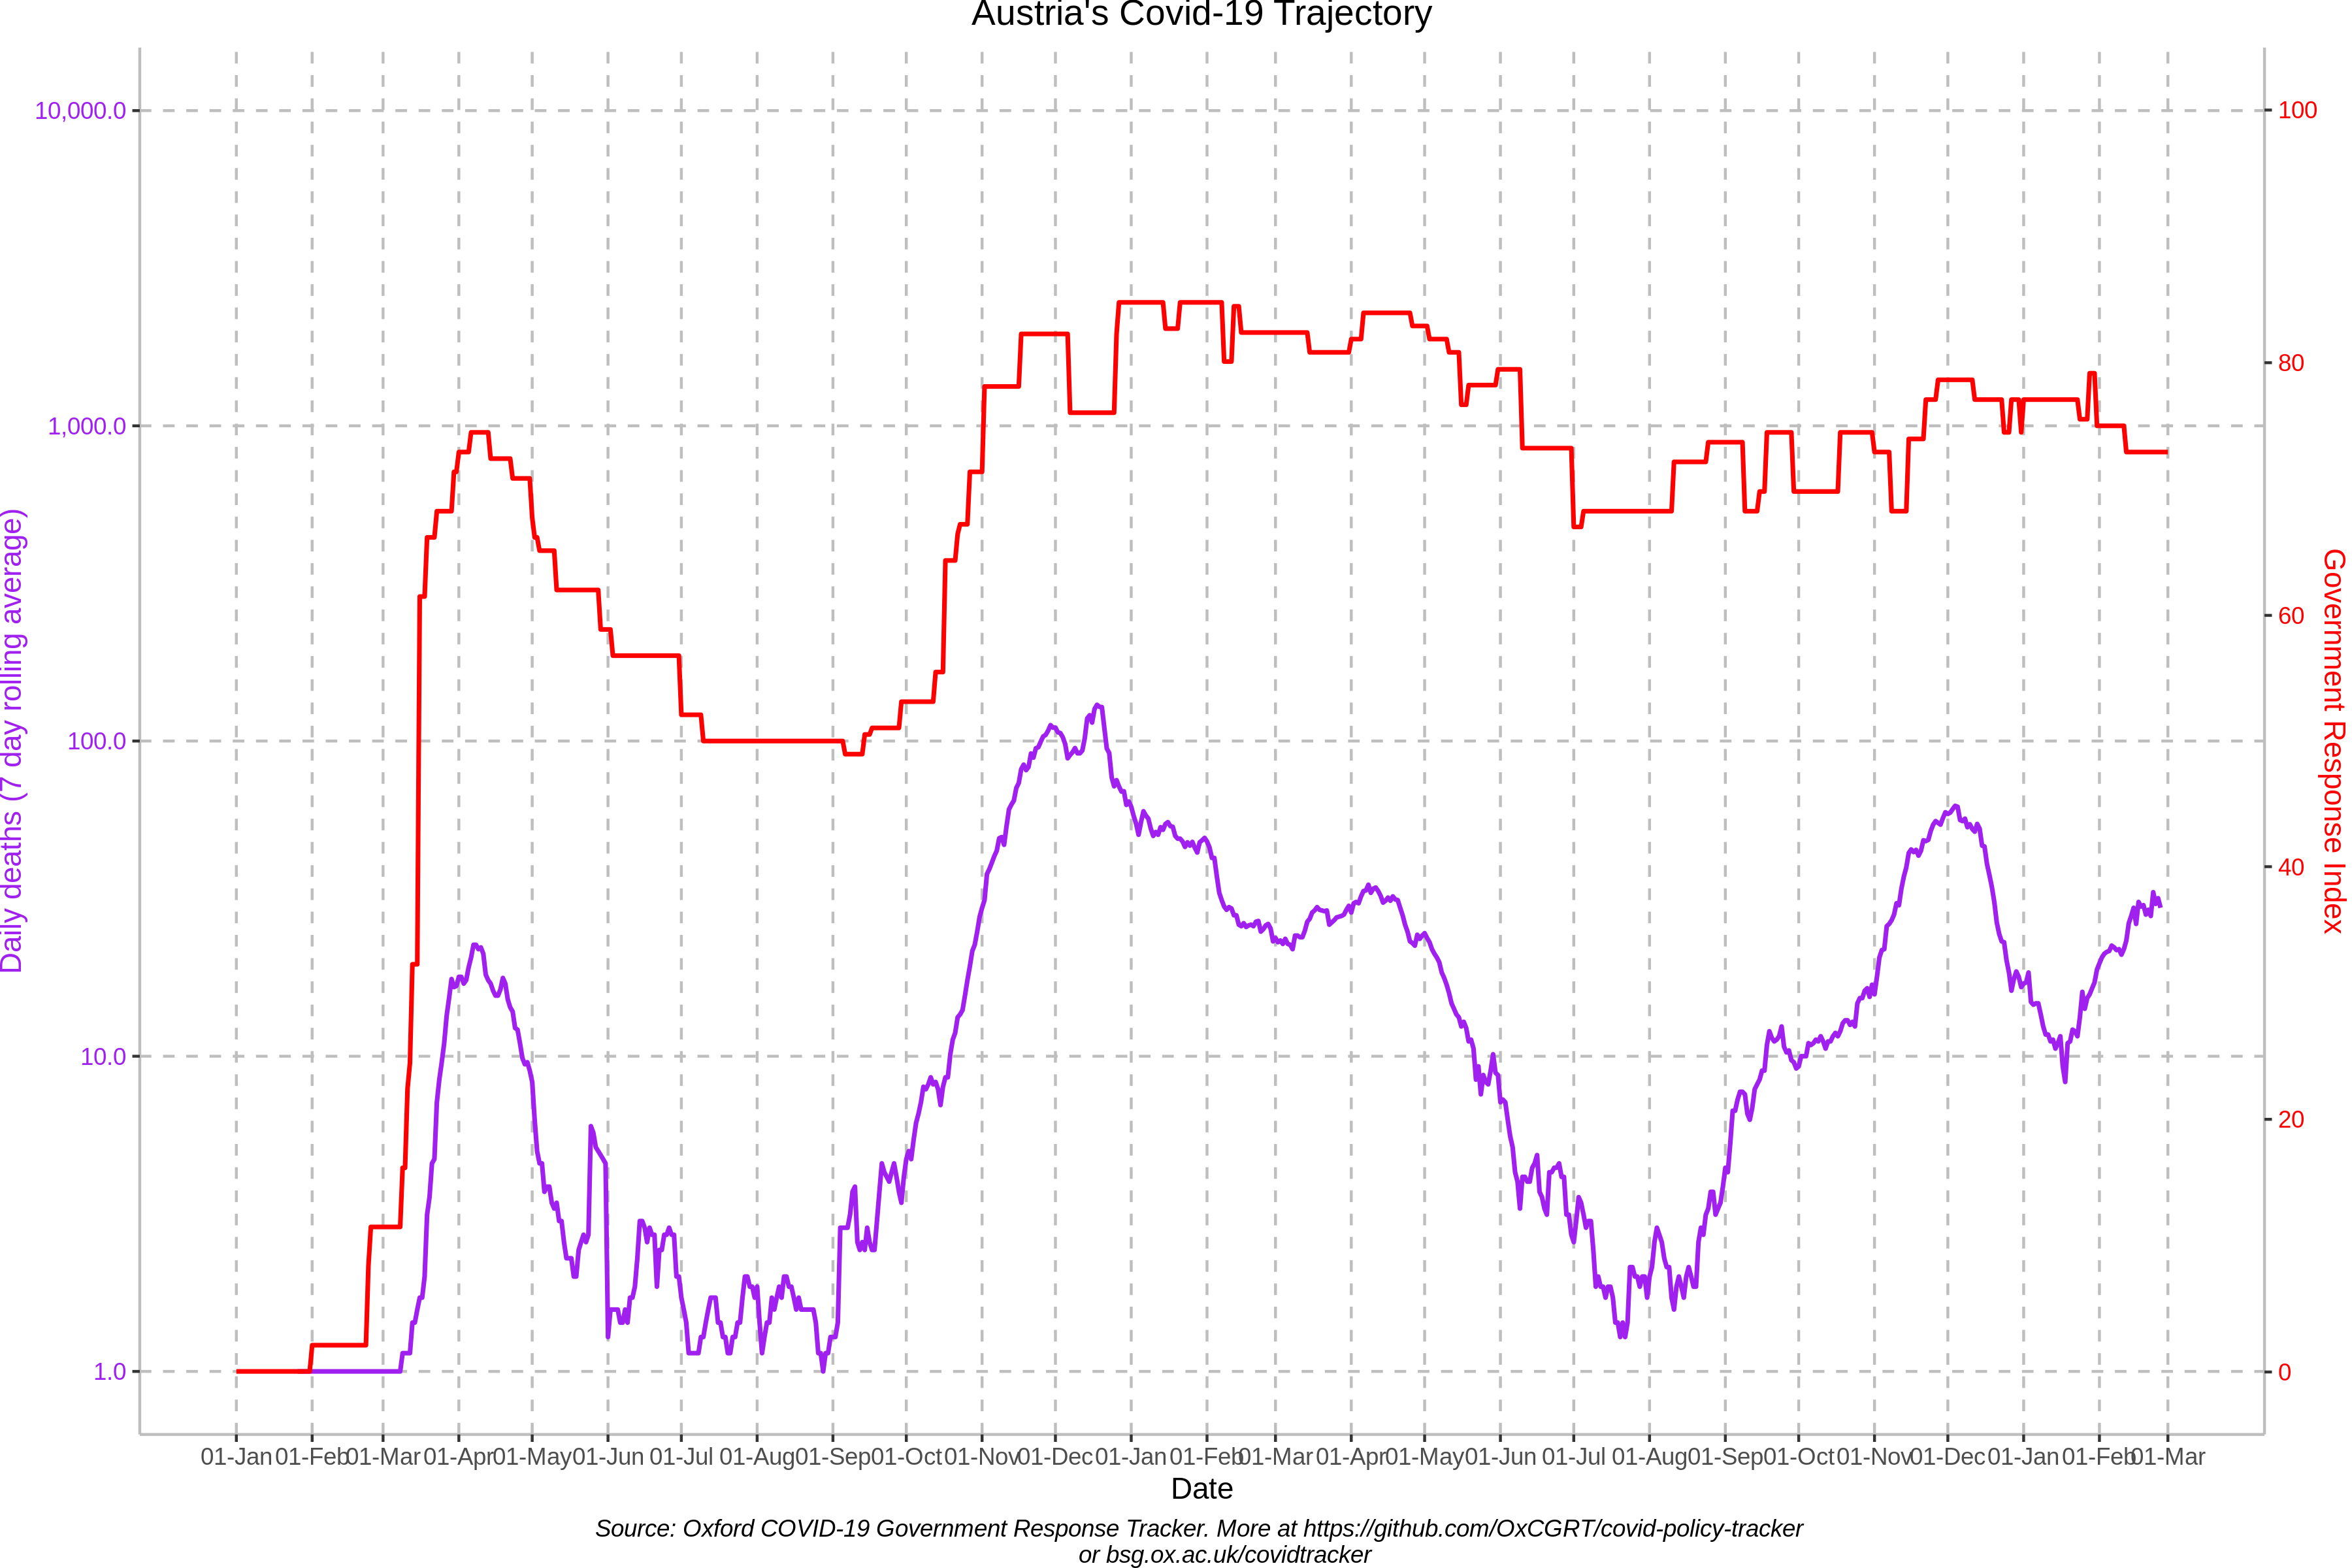 Austria's Covid-19 Trajectory
Daily deaths (7 day rolling average)
10,000.0
1,000.0
100.0
10.0
1.0
100
80
60
40
20
0
Government Response Index
01-Jan 01-Feb 01-Mar 01-Apr 01-May 01-Jun 01-Jul 01-Aug 01-Sep 01-Oct 01-Nov 01-Dec 01-Jan 01-Feb 01-Mar 01-Apr 01-May 01-Jun 01-Jul 01-Aug 01-Sep 01-Oct 01-Nov 01-Dec 01-Jan 01-Feb 01-Mar
Date
Source: Oxford COVID-19 Government Response Tracker. More at https://github.com/OxCGRT/covid-policy-tracker
or bsg.ox.ac.uk/covidtracker